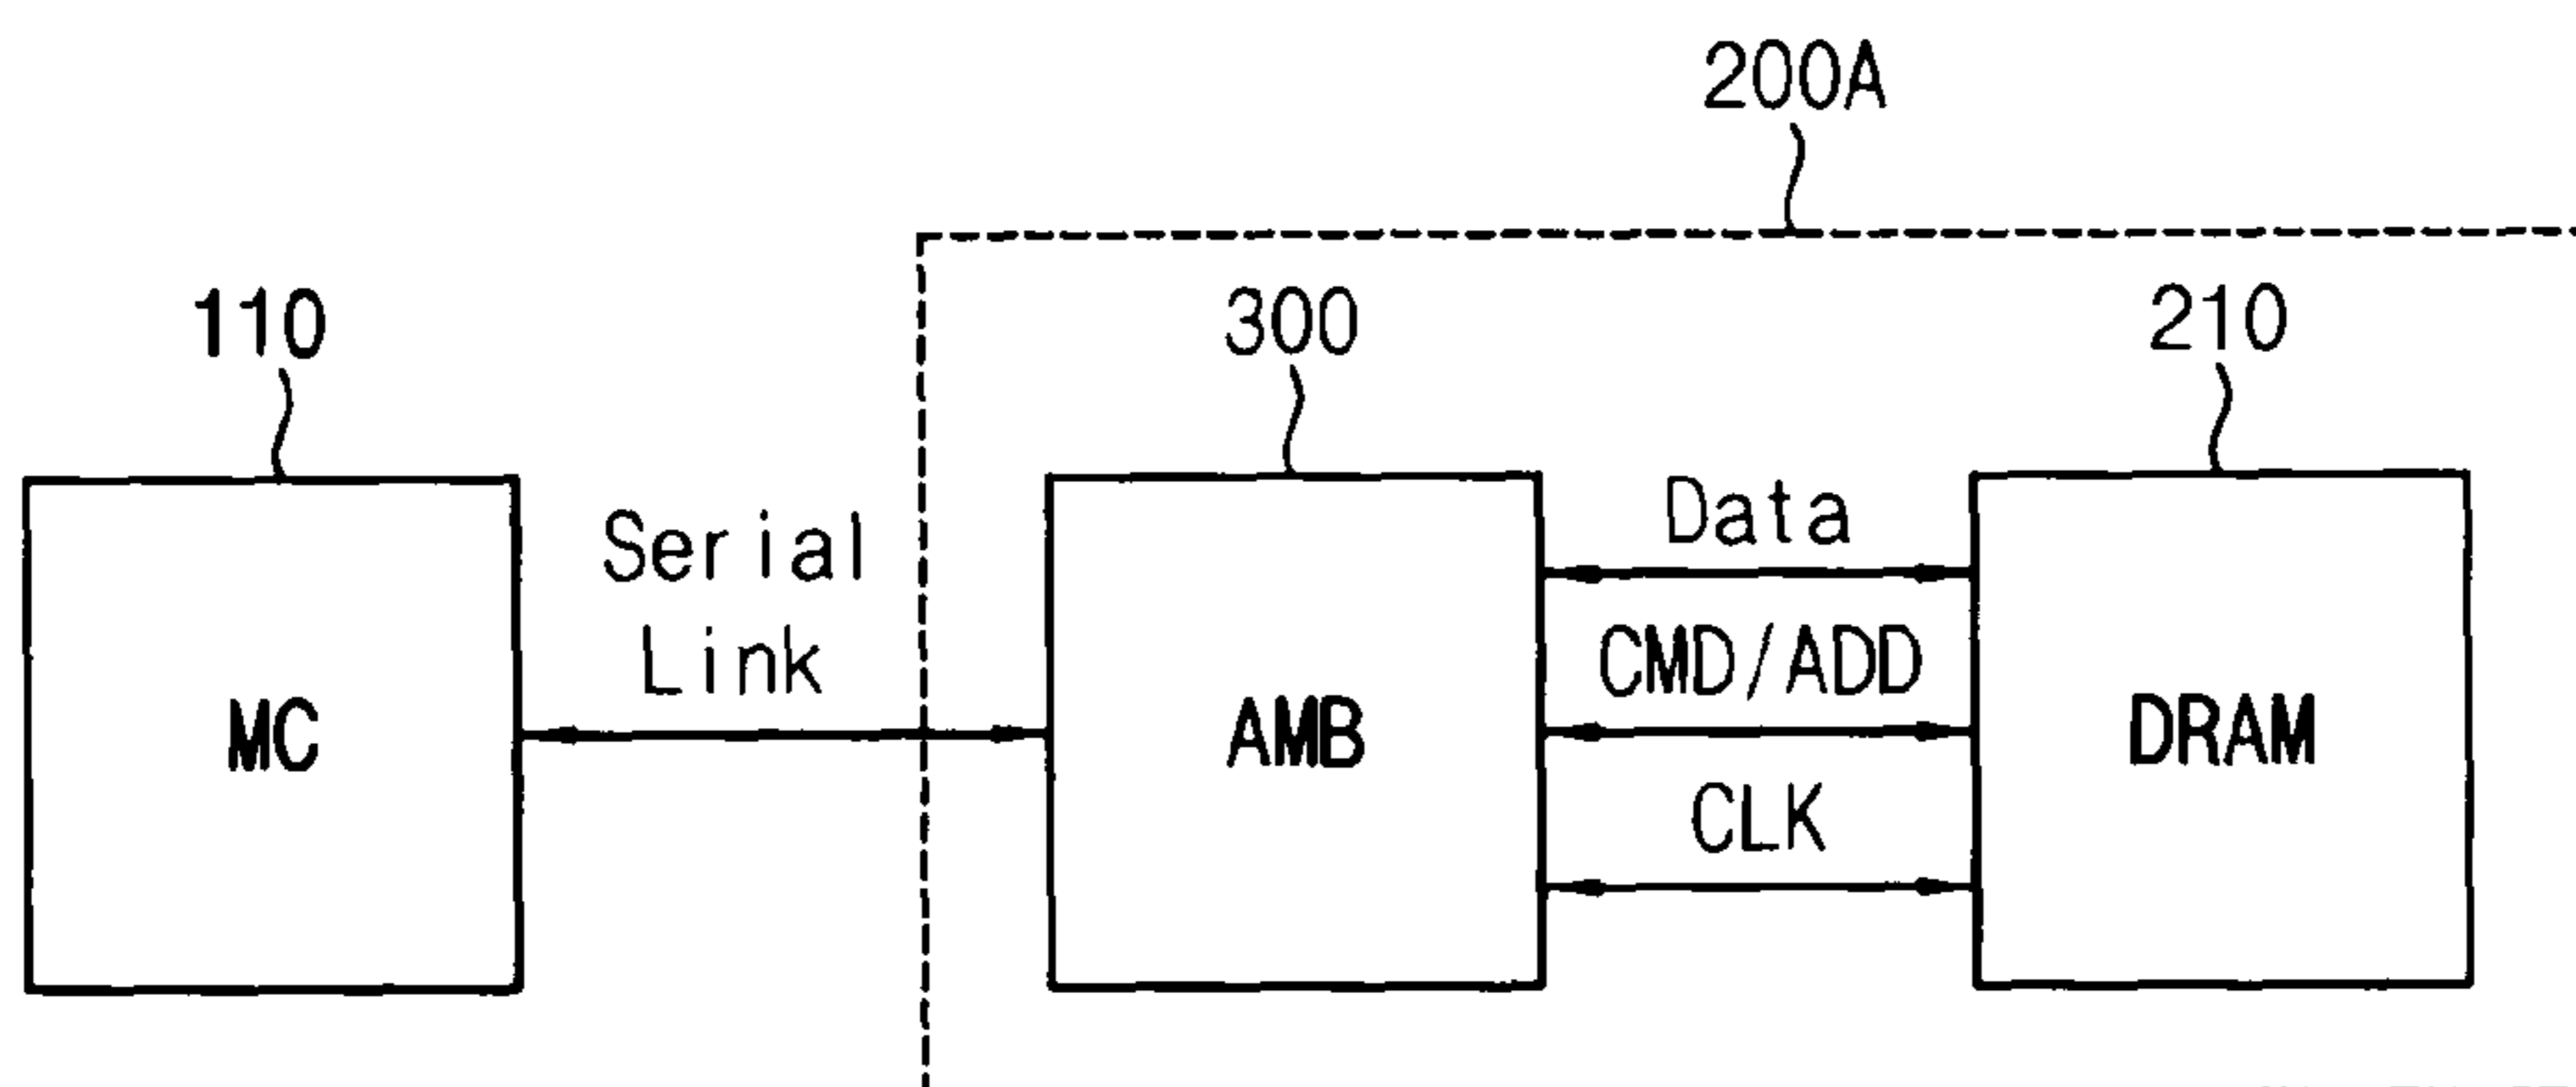 200A
110
300
210
Serial
Link
Data
CMD/ADD
CLK
MC
AMB
DRAM